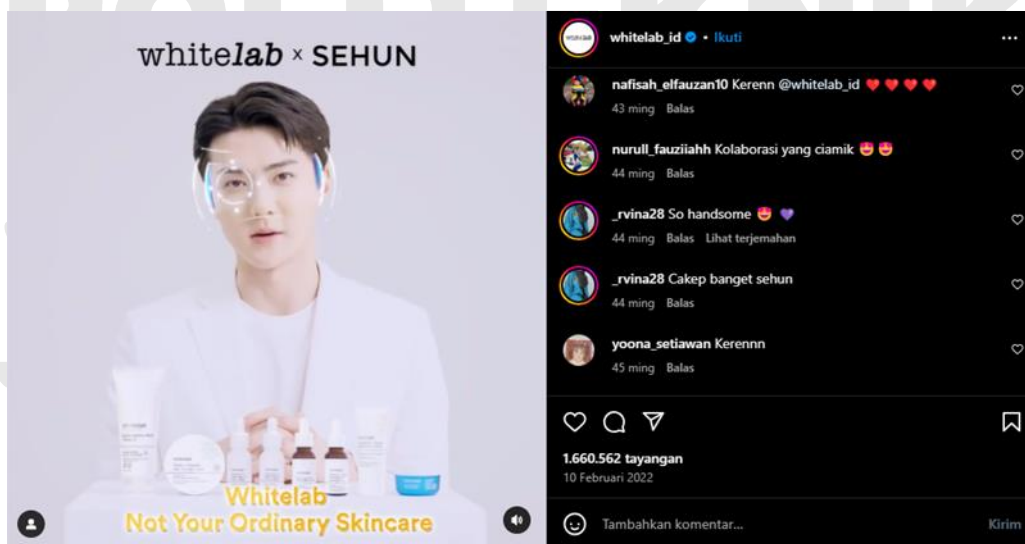 whitelab × SEHUN
Whitelab
Not Your Ordinary Skincare
whitelab_id • Ikuti
nafisah_elfauzan10 Kerenn @whitelab_id ❤️ ❤️ ❤️ ❤️
43 ming Balas
nurull_fauziiahh Kolaborasi yang ciamik 😍 😍
44 ming Balas
_rvina28 So handsome 😍 💜
44 ming Balas Lihat terjemahan
_rvina28 Cakep banget sehun
44 ming Balas
yoona_setiawan Kerennn
45 ming Balas
1.660.562 tayangan
10 Februari 2022
Tambahkan komentar...
Kirim